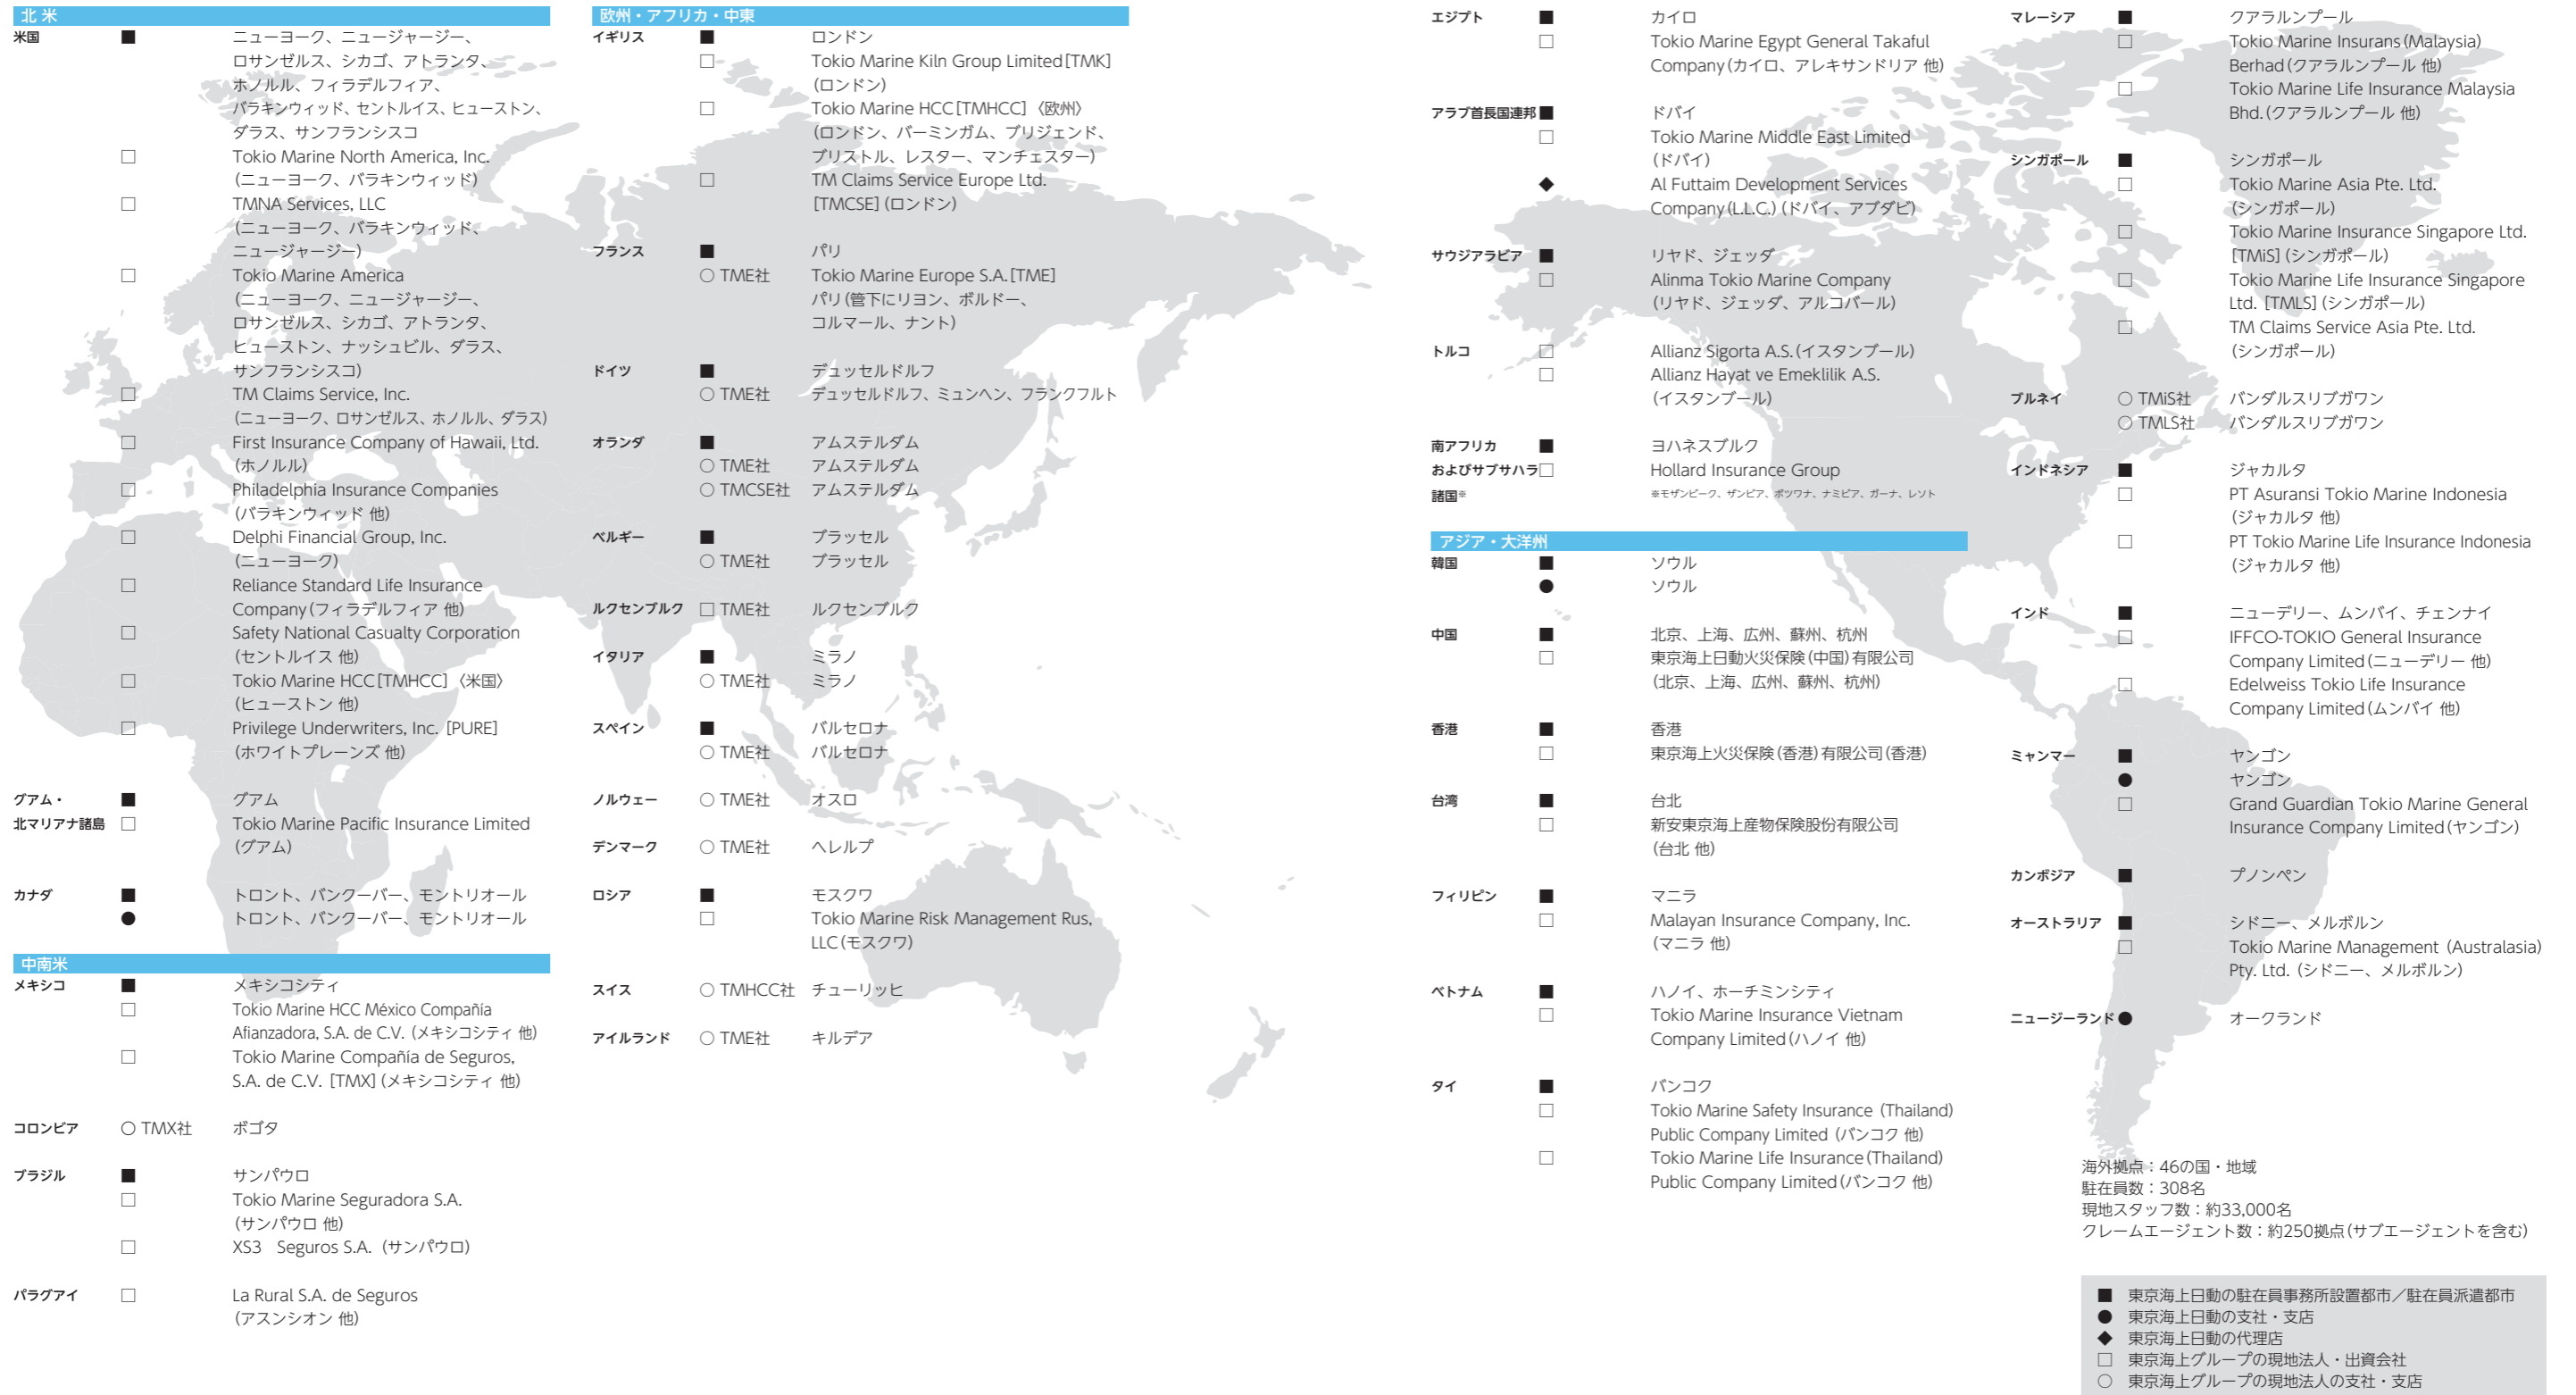 北 米
米国 ■ ニューヨーク、ニュージャージー、
ロサンゼルス、シカゴ、アトランタ、
ホノルル、フィラデルフィア、
バラキンウィッド、セントルイス、ヒューストン、
ダラス、サンフランシスコ
□ Tokio Marine North America, Inc.
(ニューヨーク、バラキンウィッド)
□ TMNA Services, LLC
(ニューヨーク、バラキンウィッド、
ニュージャージー)
□ Tokio Marine America
(ニューヨーク、ニュージャージー、
ロサンゼルス、シカゴ、アトランタ、
ヒューストン、ナッシュビル、ダラス、
サンフランシスコ)
□ TM Claims Service, Inc.
(ニューヨーク、ロサンゼルス、ホノルル、ダラス)
□ First Insurance Company of Hawaii, Ltd.
(ホノルル)
□ Philadelphia Insurance Companies
(バラキンウィッド 他)
□ Delphi Financial Group, Inc.
(ニューヨーク)
□ Reliance Standard Life Insurance
Company(フィラデルフィア 他)
□ Safety National Casualty Corporation
(セントルイス 他)
□ Tokio Marine HCC[TMHCC]〈米国〉
(ヒューストン 他)
□ Privilege Underwriters, Inc. [PURE]
(ホワイトプレーンズ 他)
グアム・ ■ グアム
北マリアナ諸島 □ Tokio Marine Pacific Insurance Limited
(グアム)
カナダ ■ トロント、バンクーバー、モントリオール
● トロント、バンクーバー、モントリオール
中南米
メキシコ ■ メキシコシティ
□ Tokio Marine HCC México Compañía
Afianzadora, S.A. de C.V. (メキシコシティ 他)
□ Tokio Marine Compañía de Seguros,
S.A. de C.V. [TMX](メキシコシティ 他)
コロンビア ○ TMX社 ボゴタ
ブラジル ■ サンパウロ
□ Tokio Marine Seguradora S.A.
(サンパウロ 他)
□ XS3 Seguros S.A. (サンパウロ)
パラグアイ □ La Rural S.A. de Seguros
(アスンシオン 他)
欧州・アフリカ・中東
イギリス ■ ロンドン
□ Tokio Marine Kiln Group Limited[TMK]
(ロンドン)
□ Tokio Marine HCC[TMHCC]〈欧州〉
(ロンドン、バーミンガム、ブリジェンド、
ブリストル、レスター、マンチェスター)
□ TM Claims Service Europe Ltd.
[TMCSE](ロンドン)
フランス ■ パリ
○ TME社 Tokio Marine Europe S.A.[TME]
パリ(管下にリヨン、ボルドー、
コルマール、ナント)
ドイツ ■ デュッセルドルフ
○ TME社 デュッセルドルフ、ミュンヘン、フランクフルト
オランダ ■ アムステルダム
○ TME社 アムステルダム
○ TMCSE社 アムステルダム
ベルギー ■ ブラッセル
○ TME社 ブラッセル
ルクセンブルク □ TME社 ルクセンブルク
イタリア ■ ミラノ
○ TME社 ミラノ
スペイン ■ バルセロナ
○ TME社 バルセロナ
ノルウェー ○ TME社 オスロ
デンマーク ○ TME社 ヘレルプ
ロシア ■ モスクワ
□ Tokio Marine Risk Management Rus,
LLC(モスクワ)
スイス ○ TMHCC社 チューリッヒ
アイルランド ○ TME社 キルデア
エジプト ■ カイロ
□ Tokio Marine Egypt General Takaful
Company(カイロ、アレキサンドリア 他)
アラブ首長国連邦 ■ ドバイ
□ Tokio Marine Middle East Limited
(ドバイ)
◆ Al Futtaim Development Services
Company(L.L.C.)(ドバイ、アブダビ)
サウジアラビア ■ リヤド、ジェッダ
□ Alinma Tokio Marine Company
(リヤド、ジェッダ、アルコバール)
トルコ □ Allianz Sigorta A.S.(イスタンブール)
□ Allianz Hayat ve Emeklilik A.S.
(イスタンブール)
南アフリカ ■ ヨハネスブルク
およびサブサハラ □ Hollard Insurance Group
諸国※ ※モザンビーク、ザンビア、ボツワナ、ナミビア、ガーナ、レソト
アジア・大洋州
韓国 ■ ソウル
● ソウル
中国 ■ 北京、上海、広州、蘇州、杭州
□ 東京海上日動火災保険(中国)有限公司
(北京、上海、広州、蘇州、杭州)
香港 ■ 香港
□ 東京海上火災保険(香港)有限公司(香港)
台湾 ■ 台北
□ 新安東京海上産物保険股份有限公司
(台北 他)
フィリピン ■ マニラ
□ Malayan Insurance Company, Inc.
(マニラ 他)
ベトナム ■ ハノイ、ホーチミンシティ
□ Tokio Marine Insurance Vietnam
Company Limited(ハノイ 他)
タイ ■ バンコク
□ Tokio Marine Safety Insurance (Thailand)
Public Company Limited (バンコク 他)
□ Tokio Marine Life Insurance(Thailand)
Public Company Limited(バンコク 他)
マレーシア ■ クアラルンプール
□ Tokio Marine Insurans(Malaysia)
Berhad(クアラルンプール 他)
□ Tokio Marine Life Insurance Malaysia
Bhd.(クアラルンプール 他)
シンガポール ■ シンガポール
□ Tokio Marine Asia Pte. Ltd.
(シンガポール)
□ Tokio Marine Insurance Singapore Ltd.
[TMiS](シンガポール)
□ Tokio Marine Life Insurance Singapore
Ltd. [TMLS](シンガポール)
□ TM Claims Service Asia Pte. Ltd.
(シンガポール)
ブルネイ ○ TMiS社 バンダルスリブガワン
○ TMLS社 バンダルスリブガワン
インドネシア ■ ジャカルタ
□ PT Asuransi Tokio Marine Indonesia
(ジャカルタ 他)
□ PT Tokio Marine Life Insurance Indonesia
(ジャカルタ 他)
インド ■ ニューデリー、ムンバイ、チェンナイ
□ IFFCO-TOKIO General Insurance
Company Limited(ニューデリー 他)
□ Edelweiss Tokio Life Insurance
Company Limited(ムンバイ 他)
ミャンマー ■ ヤンゴン
● ヤンゴン
□ Grand Guardian Tokio Marine General
Insurance Company Limited(ヤンゴン)
カンボジア ■ プノンペン
オーストラリア ■ シドニー、メルボルン
□ Tokio Marine Management (Australasia)
Pty. Ltd. (シドニー、メルボルン)
ニュージーランド ● オークランド
海外拠点：46の国・地域
駐在員数：308名
現地スタッフ数：約33,000名
クレームエージェント数：約250拠点(サブエージェントを含む)
■ 東京海上日動の駐在員事務所設置都市／駐在員派遣都市
● 東京海上日動の支社・支店
◆ 東京海上日動の代理店
□ 東京海上グループの現地法人・出資会社
○ 東京海上グループの現地法人の支社・支店